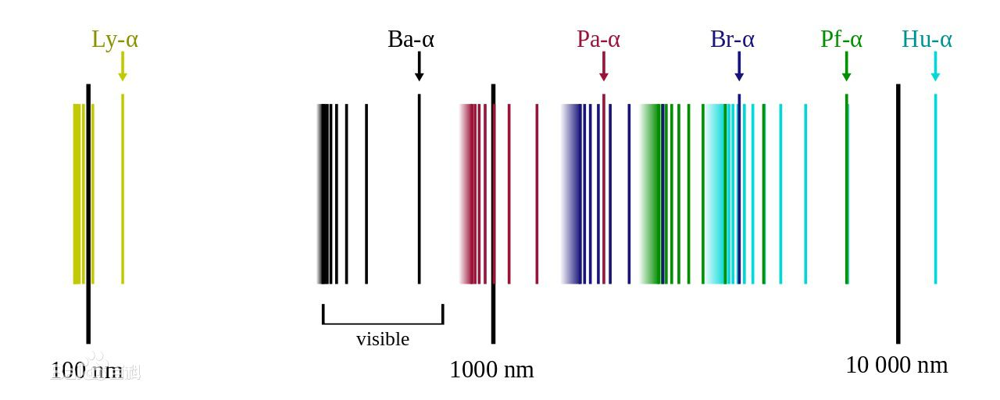 Ly-α
Ba-α
Pa-α
Br-α
Pf-α
Hu-α
visible
100 nm
1000 nm
10 000 nm